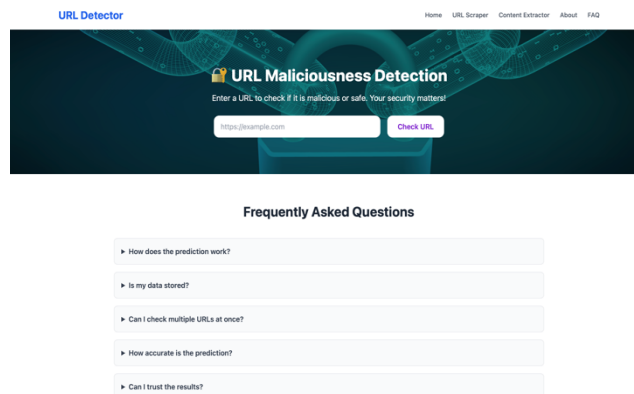 URL Detector
Home URL Scraper Content Extractor About FAQ
🔐 URL Maliciousness Detection
Enter a URL to check if it is malicious or safe. Your security matters!
https://example.com Check URL
Frequently Asked Questions
▶ How does the prediction work?
▶ Is my data stored?
▶ Can I check multiple URLs at once?
▶ How accurate is the prediction?
▶ Can I trust the results?